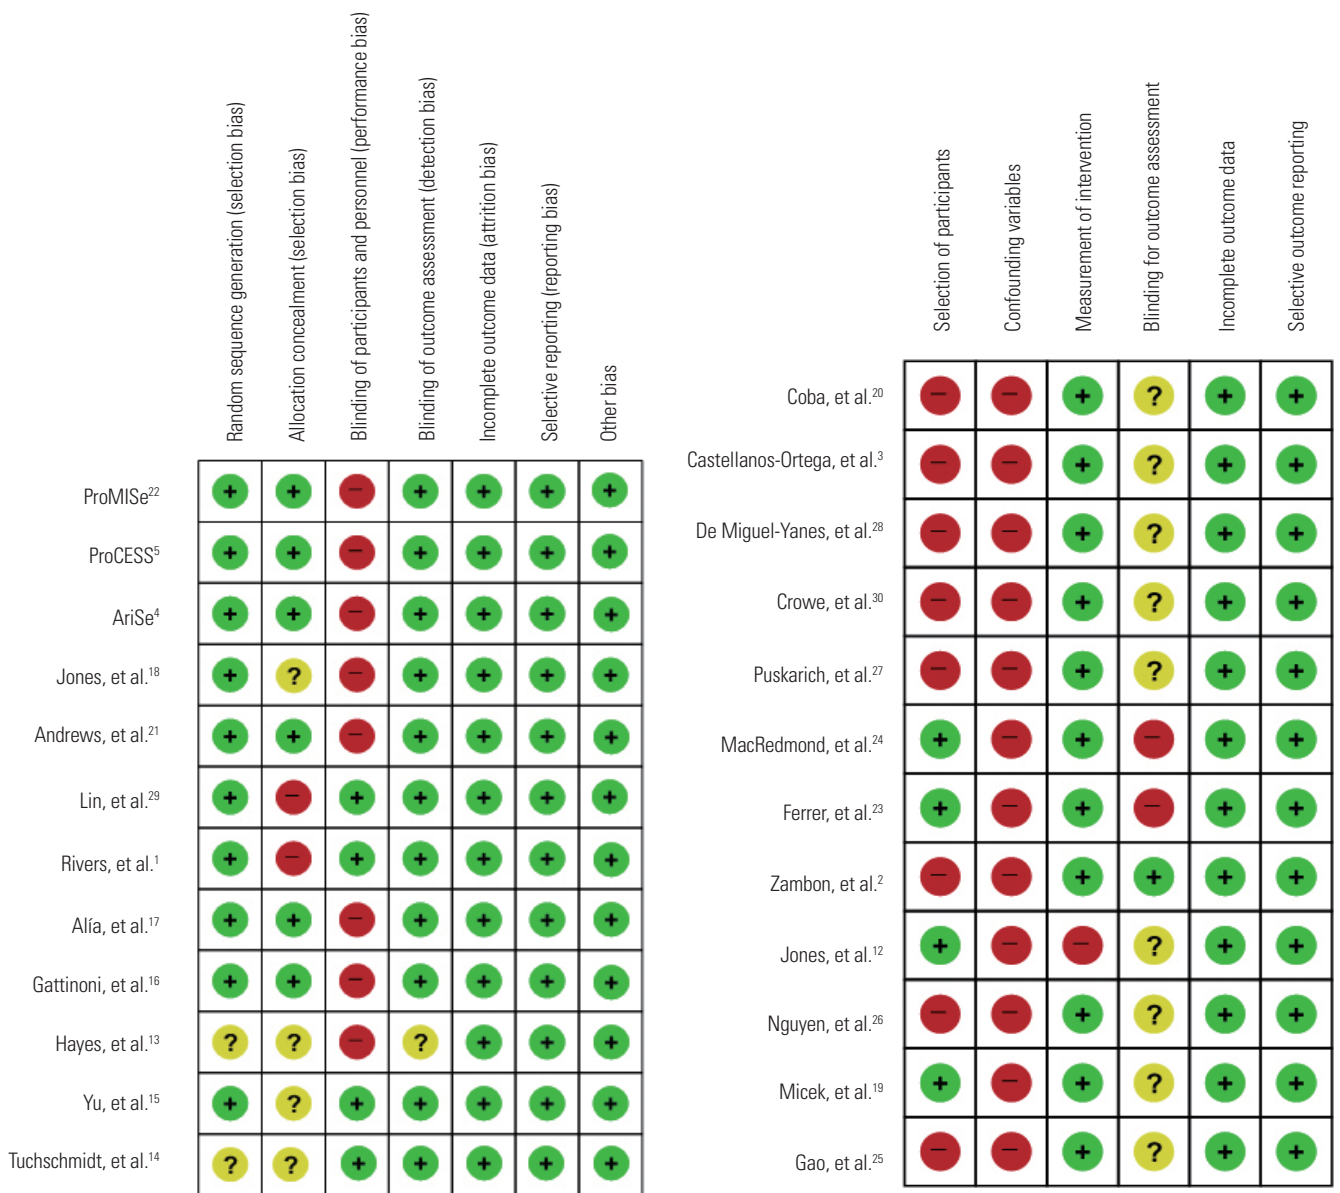 Random sequence generation (selection bias)
Allocation concealment (selection bias)
Blinding of participants and personnel (performance bias)
Blinding of outcome assessment (detection bias)
Incomplete outcome data (attrition bias)
Selective reporting (reporting bias)
Other bias
ProMISe²² + + − + + + +
ProCESS⁵ + + − + + + +
AriSe⁴ + + − + + + +
Jones, et al.¹⁸ + ? − + + + +
Andrews, et al.²¹ + + − + + + +
Lin, et al.²⁹ + − + + + + +
Rivers, et al.¹ + − + + + + +
Alía, et al.¹⁷ + + − + + + +
Gattinoni, et al.¹⁶ + + − + + + +
Hayes, et al.¹³ ? ? − ? + + +
Yu, et al.¹⁵ + ? + + + + +
Tuchschmidt, et al.¹⁴ ? ? + + + + +
Selection of participants
Confounding variables
Measurement of intervention
Blinding for outcome assessment
Incomplete outcome data
Selective outcome reporting
Coba, et al.²⁰ − − + ? + +
Castellanos-Ortega, et al.³ − − + ? + +
De Miguel-Yanes, et al.²⁸ − − + ? + +
Crowe, et al.³⁰ − − + ? + +
Puskarich, et al.²⁷ − − + ? + +
MacRedmond, et al.²⁴ + − + − + +
Ferrer, et al.²³ + − + − + +
Zambon, et al.² − − + + + +
Jones, et al.¹² + − − ? + +
Nguyen, et al.²⁶ − − + ? + +
Micek, et al.¹⁹ + − + ? + +
Gao, et al.²⁵ − − + ? + +